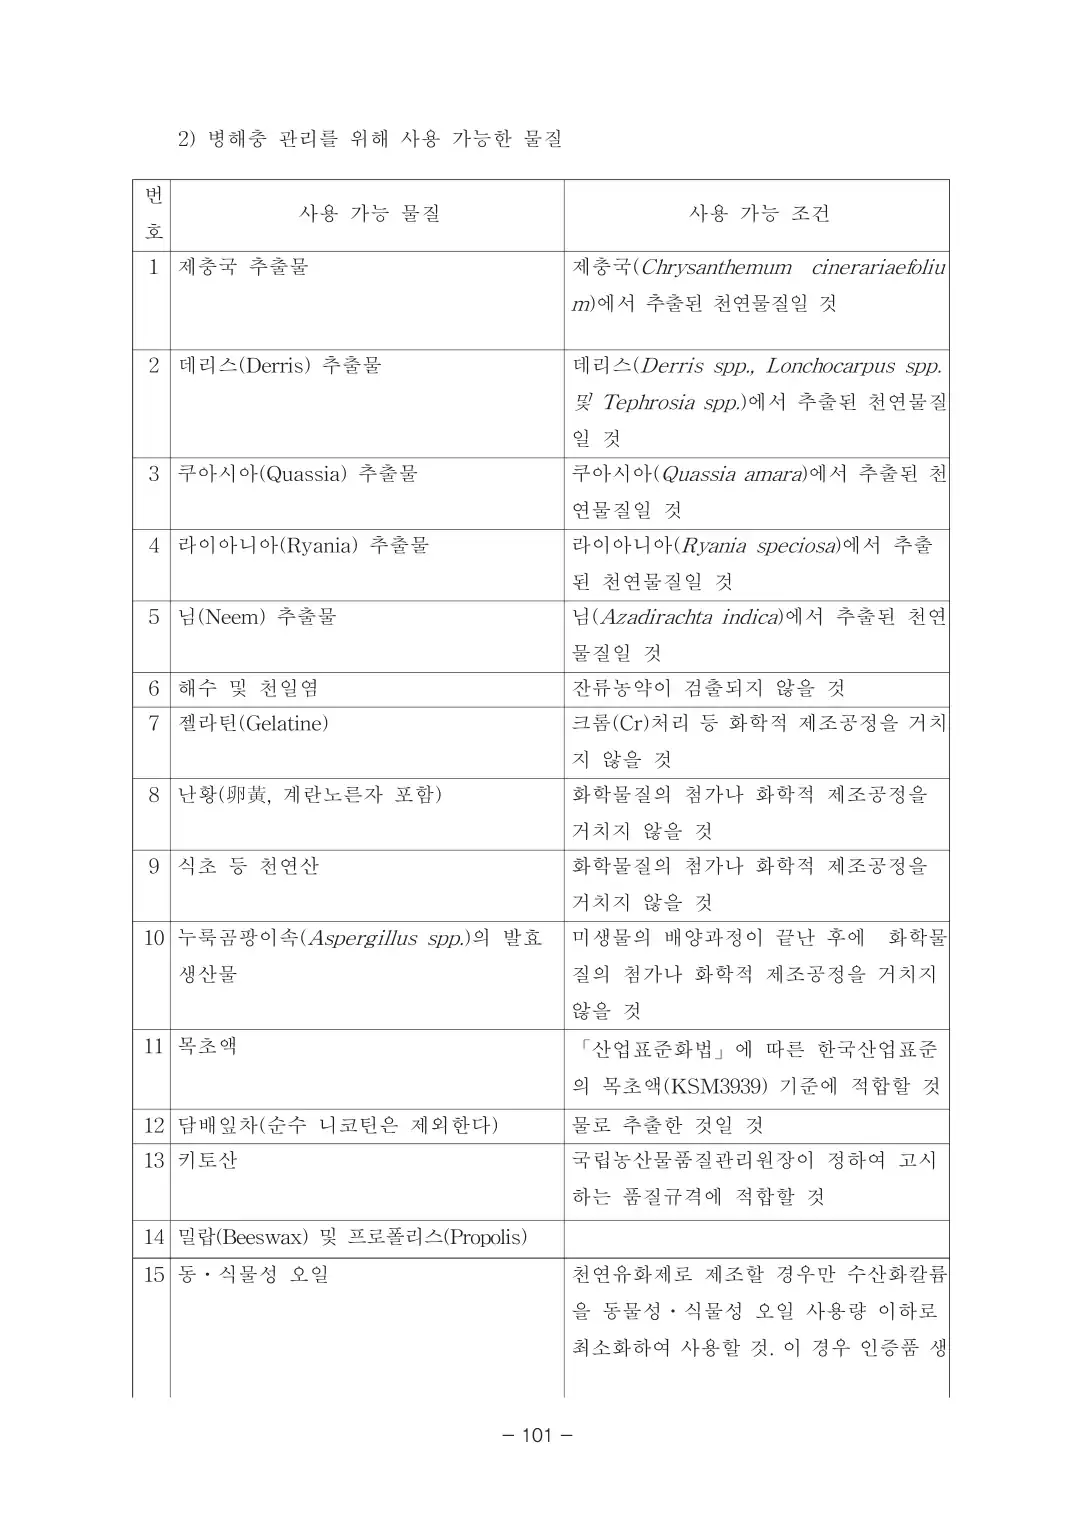 2) 병해충 관리를 위해 사용 가능한 물질
번
호
사용 가능 물질
사용 가능 조건
1 제충국 추출물
제충국(Chrysanthemum cinerariaefoliu
m)에서 추출된 천연물질일 것
2 데리스(Derris) 추출물
데리스(Derris spp., Lonchocarpus spp.
및 Tephrosia spp.)에서 추출된 천연물질
일 것
3 쿠아시아(Quassia) 추출물
쿠아시아(Quassia amara)에서 추출된 천
연물질일 것
4 라이아니아(Ryania) 추출물
라이아니아(Ryania speciosa)에서 추출
된 천연물질일 것
5 님(Neem) 추출물
님(Azadirachta indica)에서 추출된 천연
물질일 것
6 해수 및 천일염
잔류농약이 검출되지 않을 것
7 젤라틴(Gelatine)
크롬(Cr)처리 등 화학적 제조공정을 거치
지 않을 것
8 난황(卵黃, 계란노른자 포함)
화학물질의 첨가나 화학적 제조공정을
거치지 않을 것
9 식초 등 천연산
화학물질의 첨가나 화학적 제조공정을
거치지 않을 것
10 누룩곰팡이속(Aspergillus spp.)의 발효
생산물
미생물의 배양과정이 끝난 후에 화학물
질의 첨가나 화학적 제조공정을 거치지
않을 것
11 목초액
「산업표준화법」에 따른 한국산업표준
의 목초액(KSM3939) 기준에 적합할 것
12 담배잎차(순수 니코틴은 제외한다)
물로 추출한 것일 것
13 키토산
국립농산물품질관리원장이 정하여 고시
하는 품질규격에 적합할 것
14 밀랍(Beeswax) 및 프로폴리스(Propolis)
15 동·식물성 오일
천연유화제로 제조할 경우만 수산화칼륨
을 동물성·식물성 오일 사용량 이하로
최소화하여 사용할 것. 이 경우 인증품 생
- 101 -